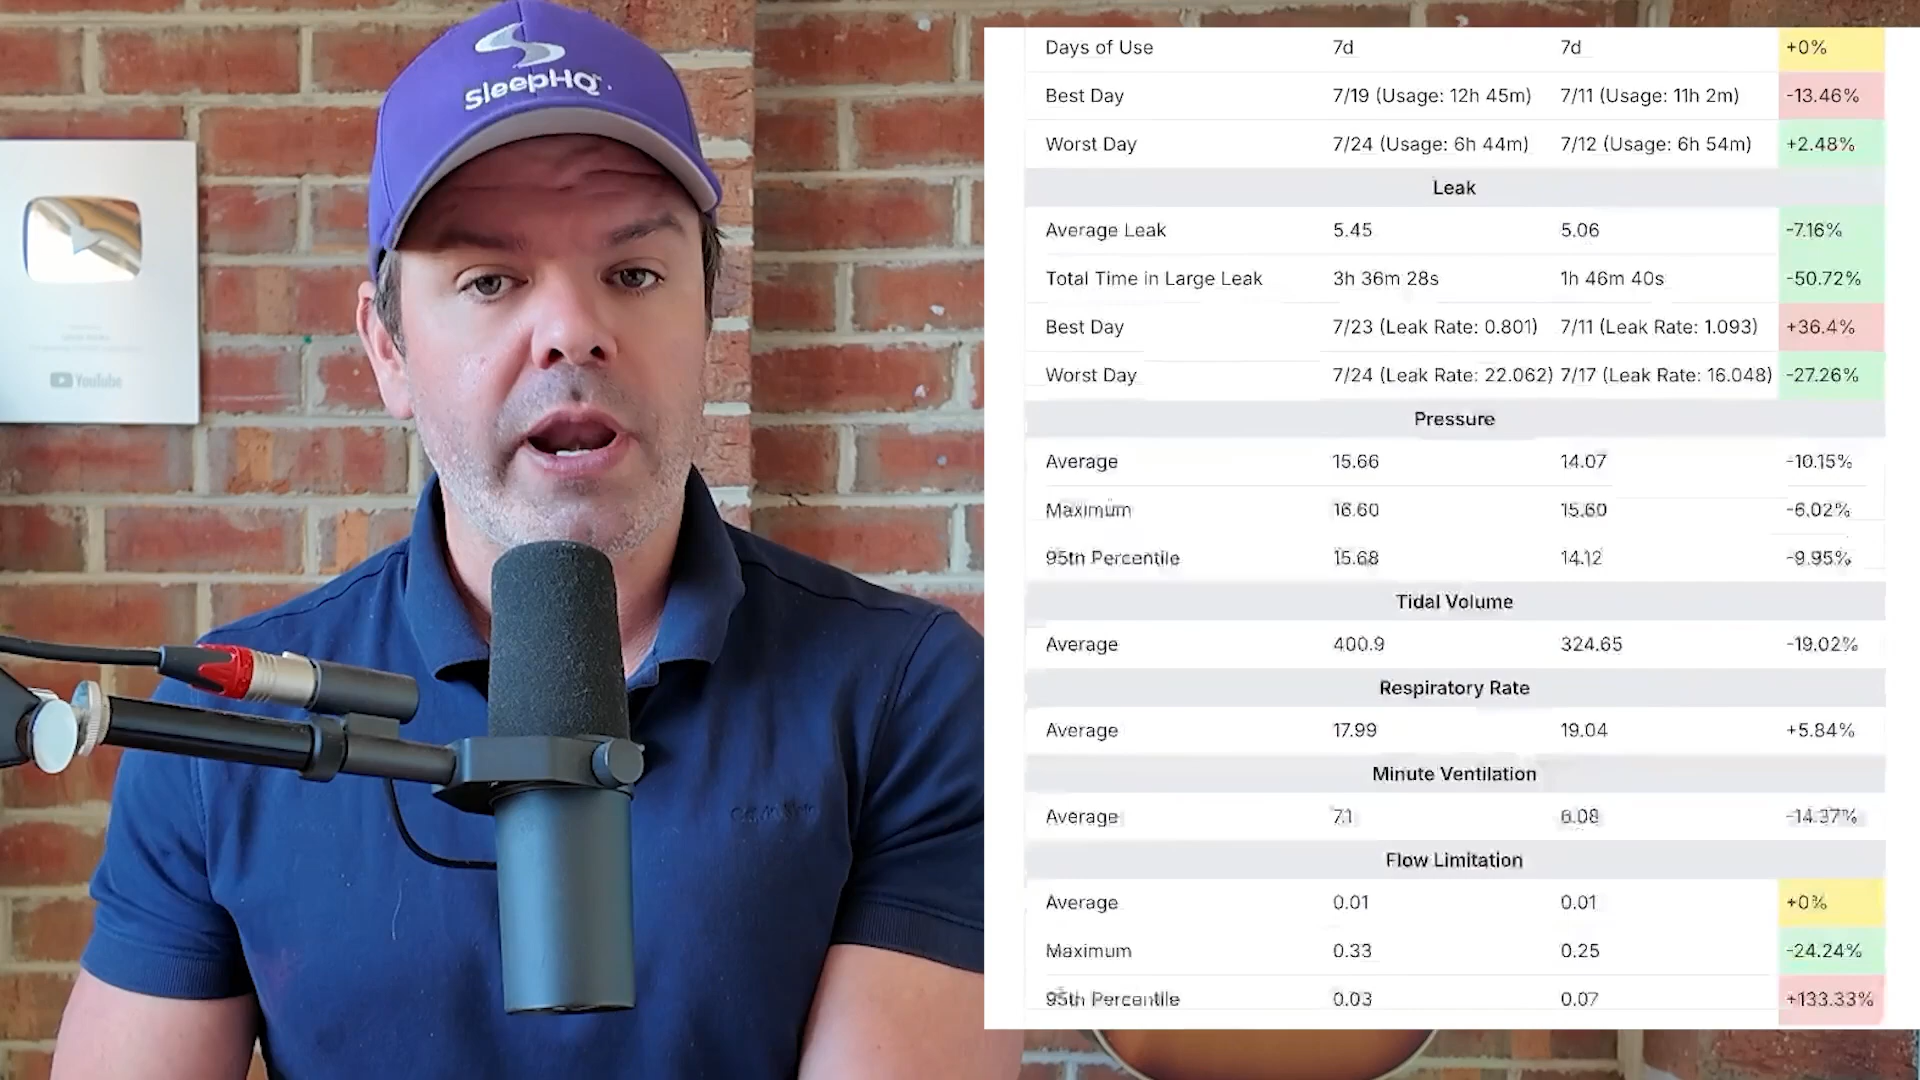 SleepHQ
YouTube
Days of Use 7d 7d +0%
Best Day 7/19 (Usage: 12h 45m) 7/11 (Usage: 11h 2m) -13.46%
Worst Day 7/24 (Usage: 6h 44m) 7/12 (Usage: 6h 54m) +2.48%
Leak
Average Leak 5.45 5.06 -7.16%
Total Time in Large Leak 3h 36m 28s 1h 46m 40s -50.72%
Best Day 7/23 (Leak Rate: 0.801) 7/11 (Leak Rate: 1.093) +36.4%
Worst Day 7/24 (Leak Rate: 22.062) 7/17 (Leak Rate: 16.048) -27.26%
Pressure
Average 15.66 14.07 -10.15%
Maximum 16.60 15.60 -6.02%
95th Percentile 15.68 14.12 -9.95%
Tidal Volume
Average 400.9 324.65 -19.02%
Respiratory Rate
Average 17.99 19.04 +5.84%
Minute Ventilation
Average 7.1 6.08 -14.37%
Flow Limitation
Average 0.01 0.01 +0%
Maximum 0.33 0.25 -24.24%
95th Percentile 0.03 0.07 +133.33%